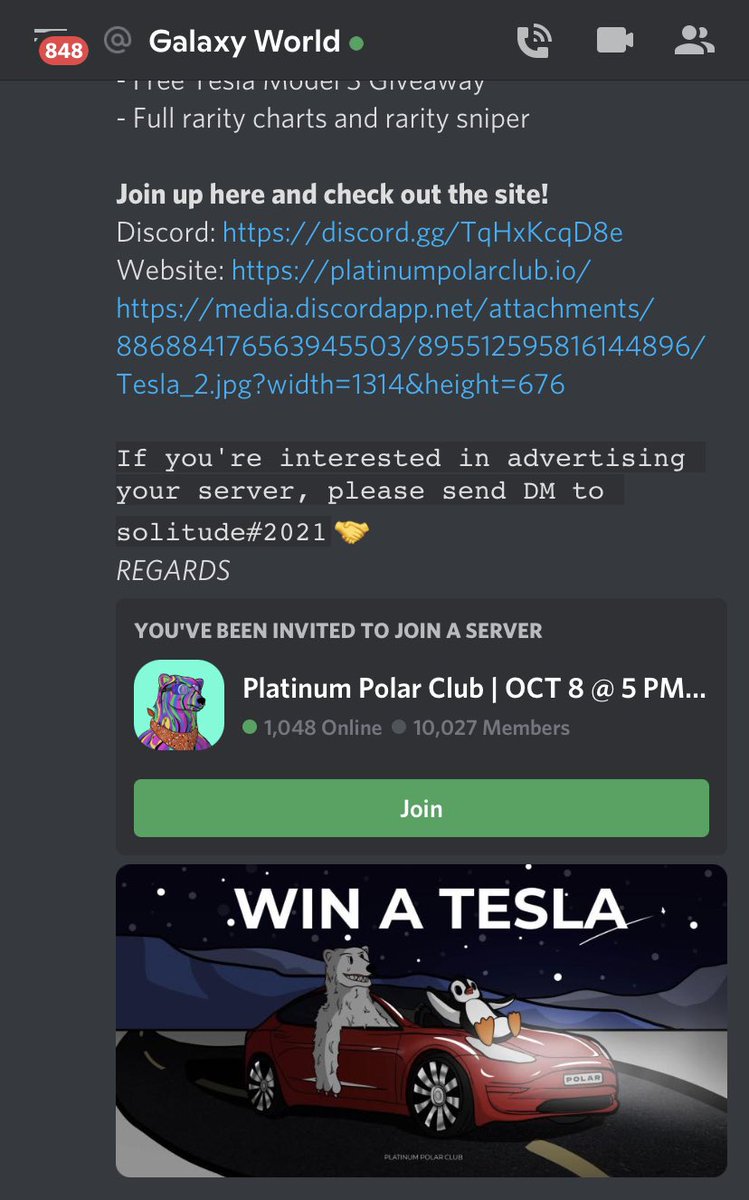 848
@ Galaxy World
- Free Tesla Model 3 Giveaway
- Full rarity charts and rarity sniper
Join up here and check out the site!
Discord: https://discord.gg/TqHxKcqD8e
Website: https://platinumpolarclub.io/
https://media.discordapp.net/attachments/
886884176563945503/895512595816144896/
Tesla_2.jpg?width=1314&height=676
If you're interested in advertising
your server, please send DM to
solitude#2021🤝
REGARDS
YOU'VE BEEN INVITED TO JOIN A SERVER
Platinum Polar Club | OCT 8 @ 5 PM...
1,048 Online 10,027 Members
Join
WIN A TESLA
POLAR
PLATINUM POLAR CLUB